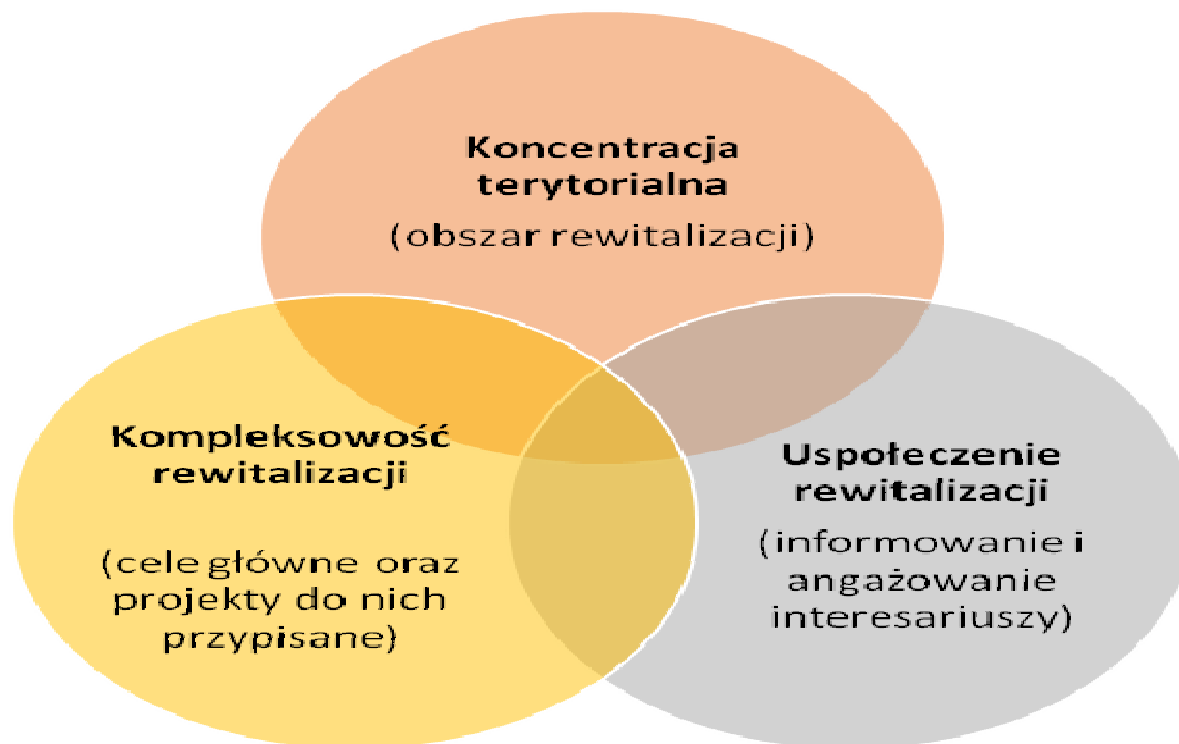 Koncentracja
terytorialna
(obszar rewitalizacji)
Kompleksowość
rewitalizacji
(cele główne oraz
projekty do nich
przypisane)
Uspołeczenie
rewitalizacji
(informowanie i
angażowanie
interesariuszy)